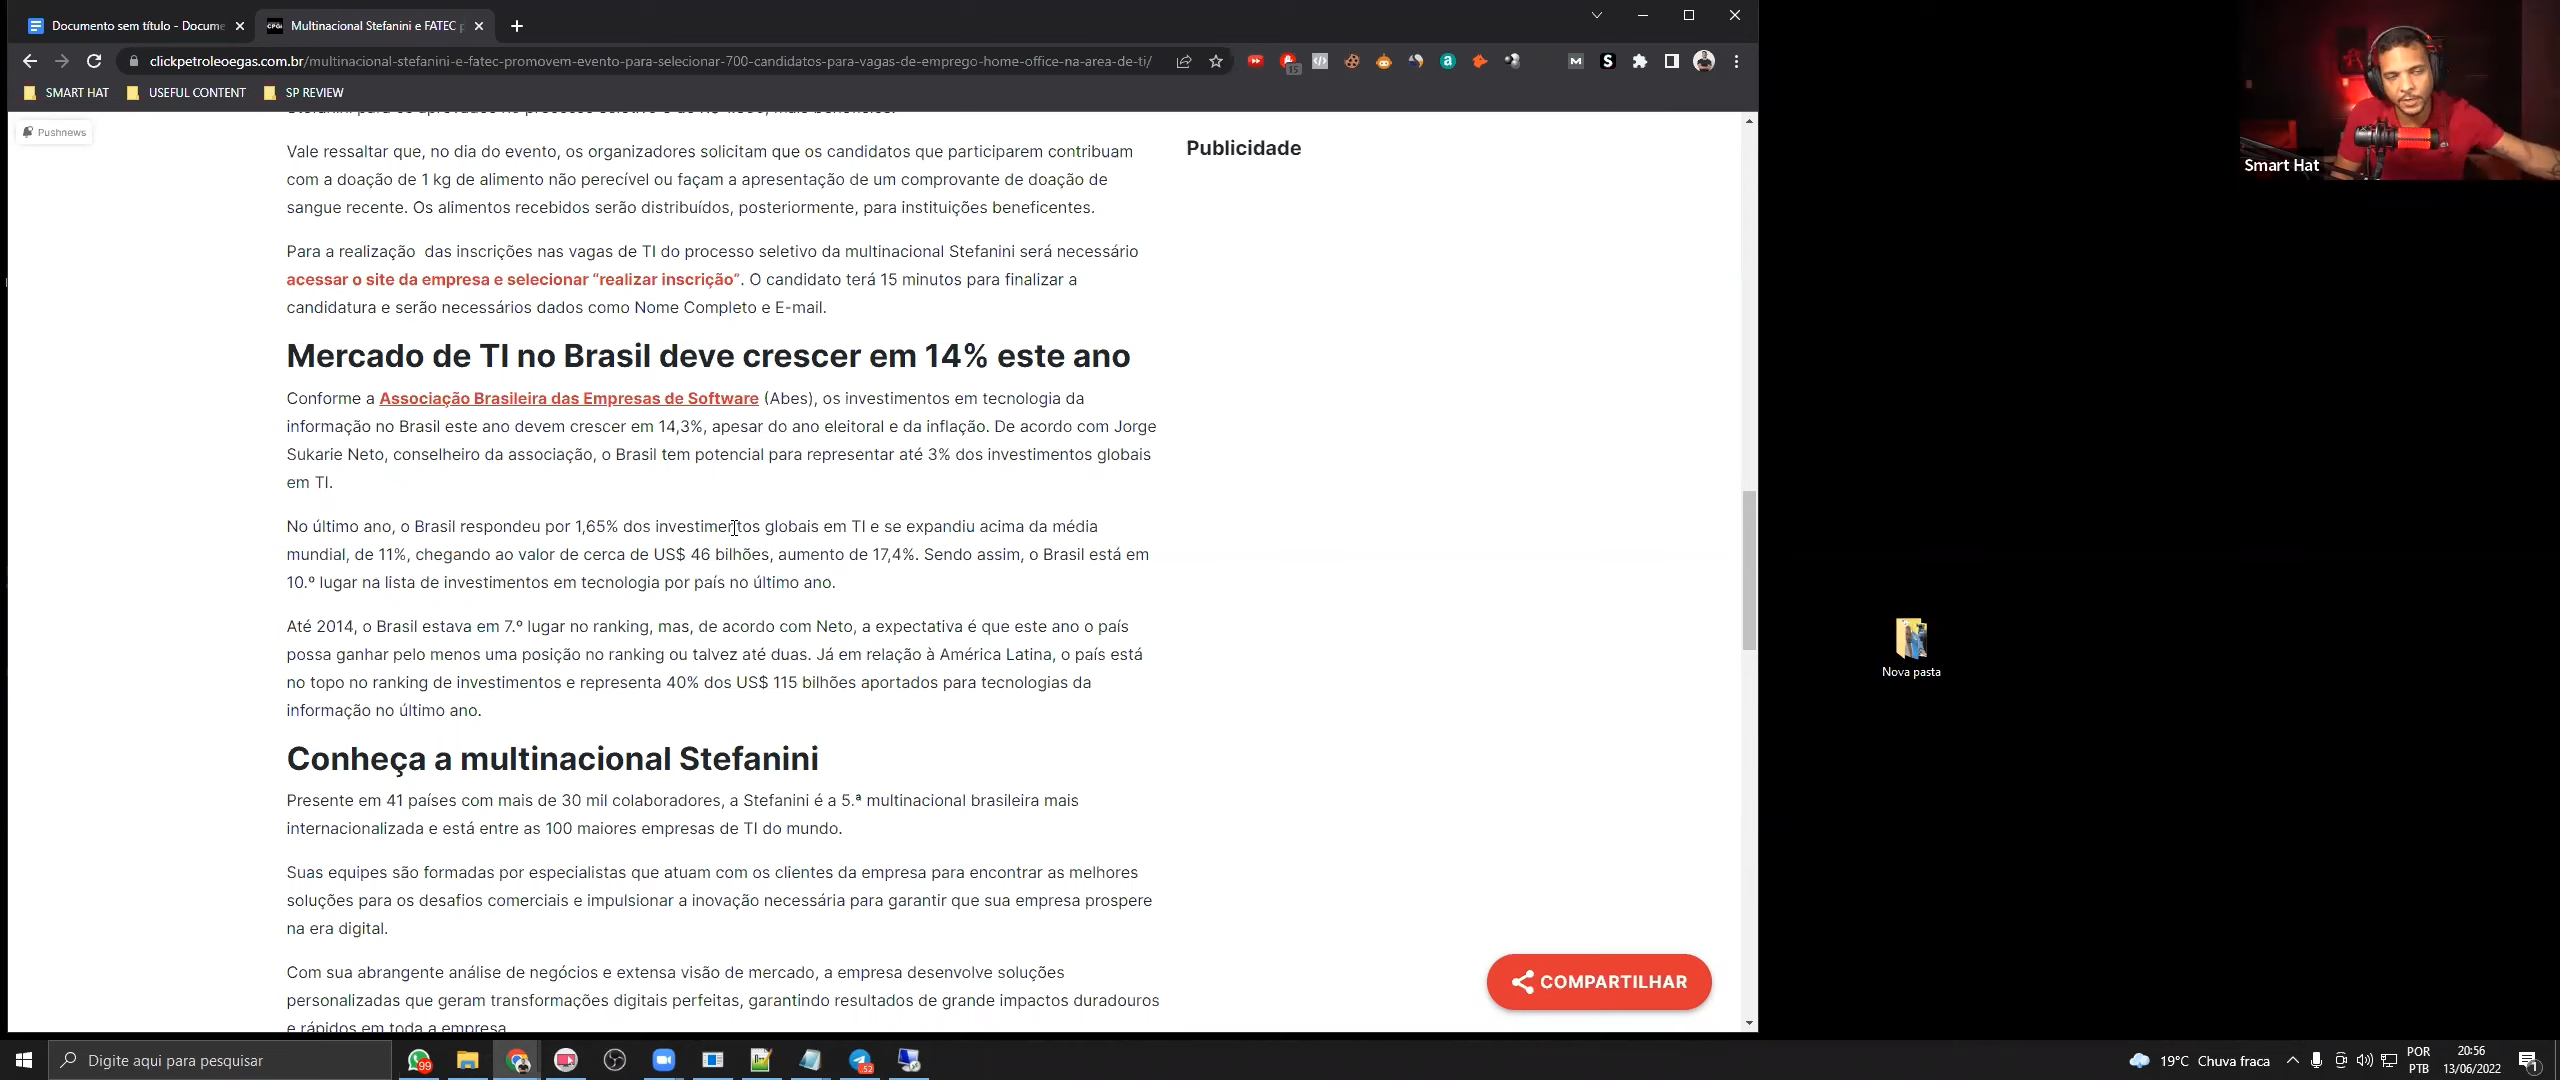 Documento sem título - Docume
Multinacional Stefanini e FATEC p
clickpetroleoegas.com.br/multinacional-stefanini-e-fatec-promovem-evento-para-selecionar-700-candidatos-para-vagas-de-emprego-home-office-na-area-de-ti/
15
SMART HAT
USEFUL CONTENT
SP REVIEW
Pushnews
Publicidade
Vale ressaltar que, no dia do evento, os organizadores solicitam que os candidatos que participarem contribuam
com a doação de 1 kg de alimento não perecível ou façam a apresentação de um comprovante de doação de
sangue recente. Os alimentos recebidos serão distribuídos, posteriormente, para instituições beneficentes.
Para a realização  das inscrições nas vagas de TI do processo seletivo da multinacional Stefanini será necessário
acessar o site da empresa e selecionar “realizar inscrição”. O candidato terá 15 minutos para finalizar a
candidatura e serão necessários dados como Nome Completo e E-mail.
Mercado de TI no Brasil deve crescer em 14% este ano
Conforme a Associação Brasileira das Empresas de Software (Abes), os investimentos em tecnologia da
informação no Brasil este ano devem crescer em 14,3%, apesar do ano eleitoral e da inflação. De acordo com Jorge
Sukarie Neto, conselheiro da associação, o Brasil tem potencial para representar até 3% dos investimentos globais
em TI.
No último ano, o Brasil respondeu por 1,65% dos investimentos globais em TI e se expandiu acima da média
mundial, de 11%, chegando ao valor de cerca de US$ 46 bilhões, aumento de 17,4%. Sendo assim, o Brasil está em
10.º lugar na lista de investimentos em tecnologia por país no último ano.
Até 2014, o Brasil estava em 7.º lugar no ranking, mas, de acordo com Neto, a expectativa é que este ano o país
possa ganhar pelo menos uma posição no ranking ou talvez até duas. Já em relação à América Latina, o país está
no topo no ranking de investimentos e representa 40% dos US$ 115 bilhões aportados para tecnologias da
informação no último ano.
Conheça a multinacional Stefanini
Presente em 41 países com mais de 30 mil colaboradores, a Stefanini é a 5.ª multinacional brasileira mais
internacionalizada e está entre as 100 maiores empresas de TI do mundo.
Suas equipes são formadas por especialistas que atuam com os clientes da empresa para encontrar as melhores
soluções para os desafios comerciais e impulsionar a inovação necessária para garantir que sua empresa prospere
na era digital.
Com sua abrangente análise de negócios e extensa visão de mercado, a empresa desenvolve soluções
personalizadas que geram transformações digitais perfeitas, garantindo resultados de grande impactos duradouros
e rápidos em toda a empresa
COMPARTILHAR
Smart Hat
Nova pasta
Digite aqui para pesquisar
99
52
19°C Chuva fraca
POR
PTB
20:56
13/06/2022
1